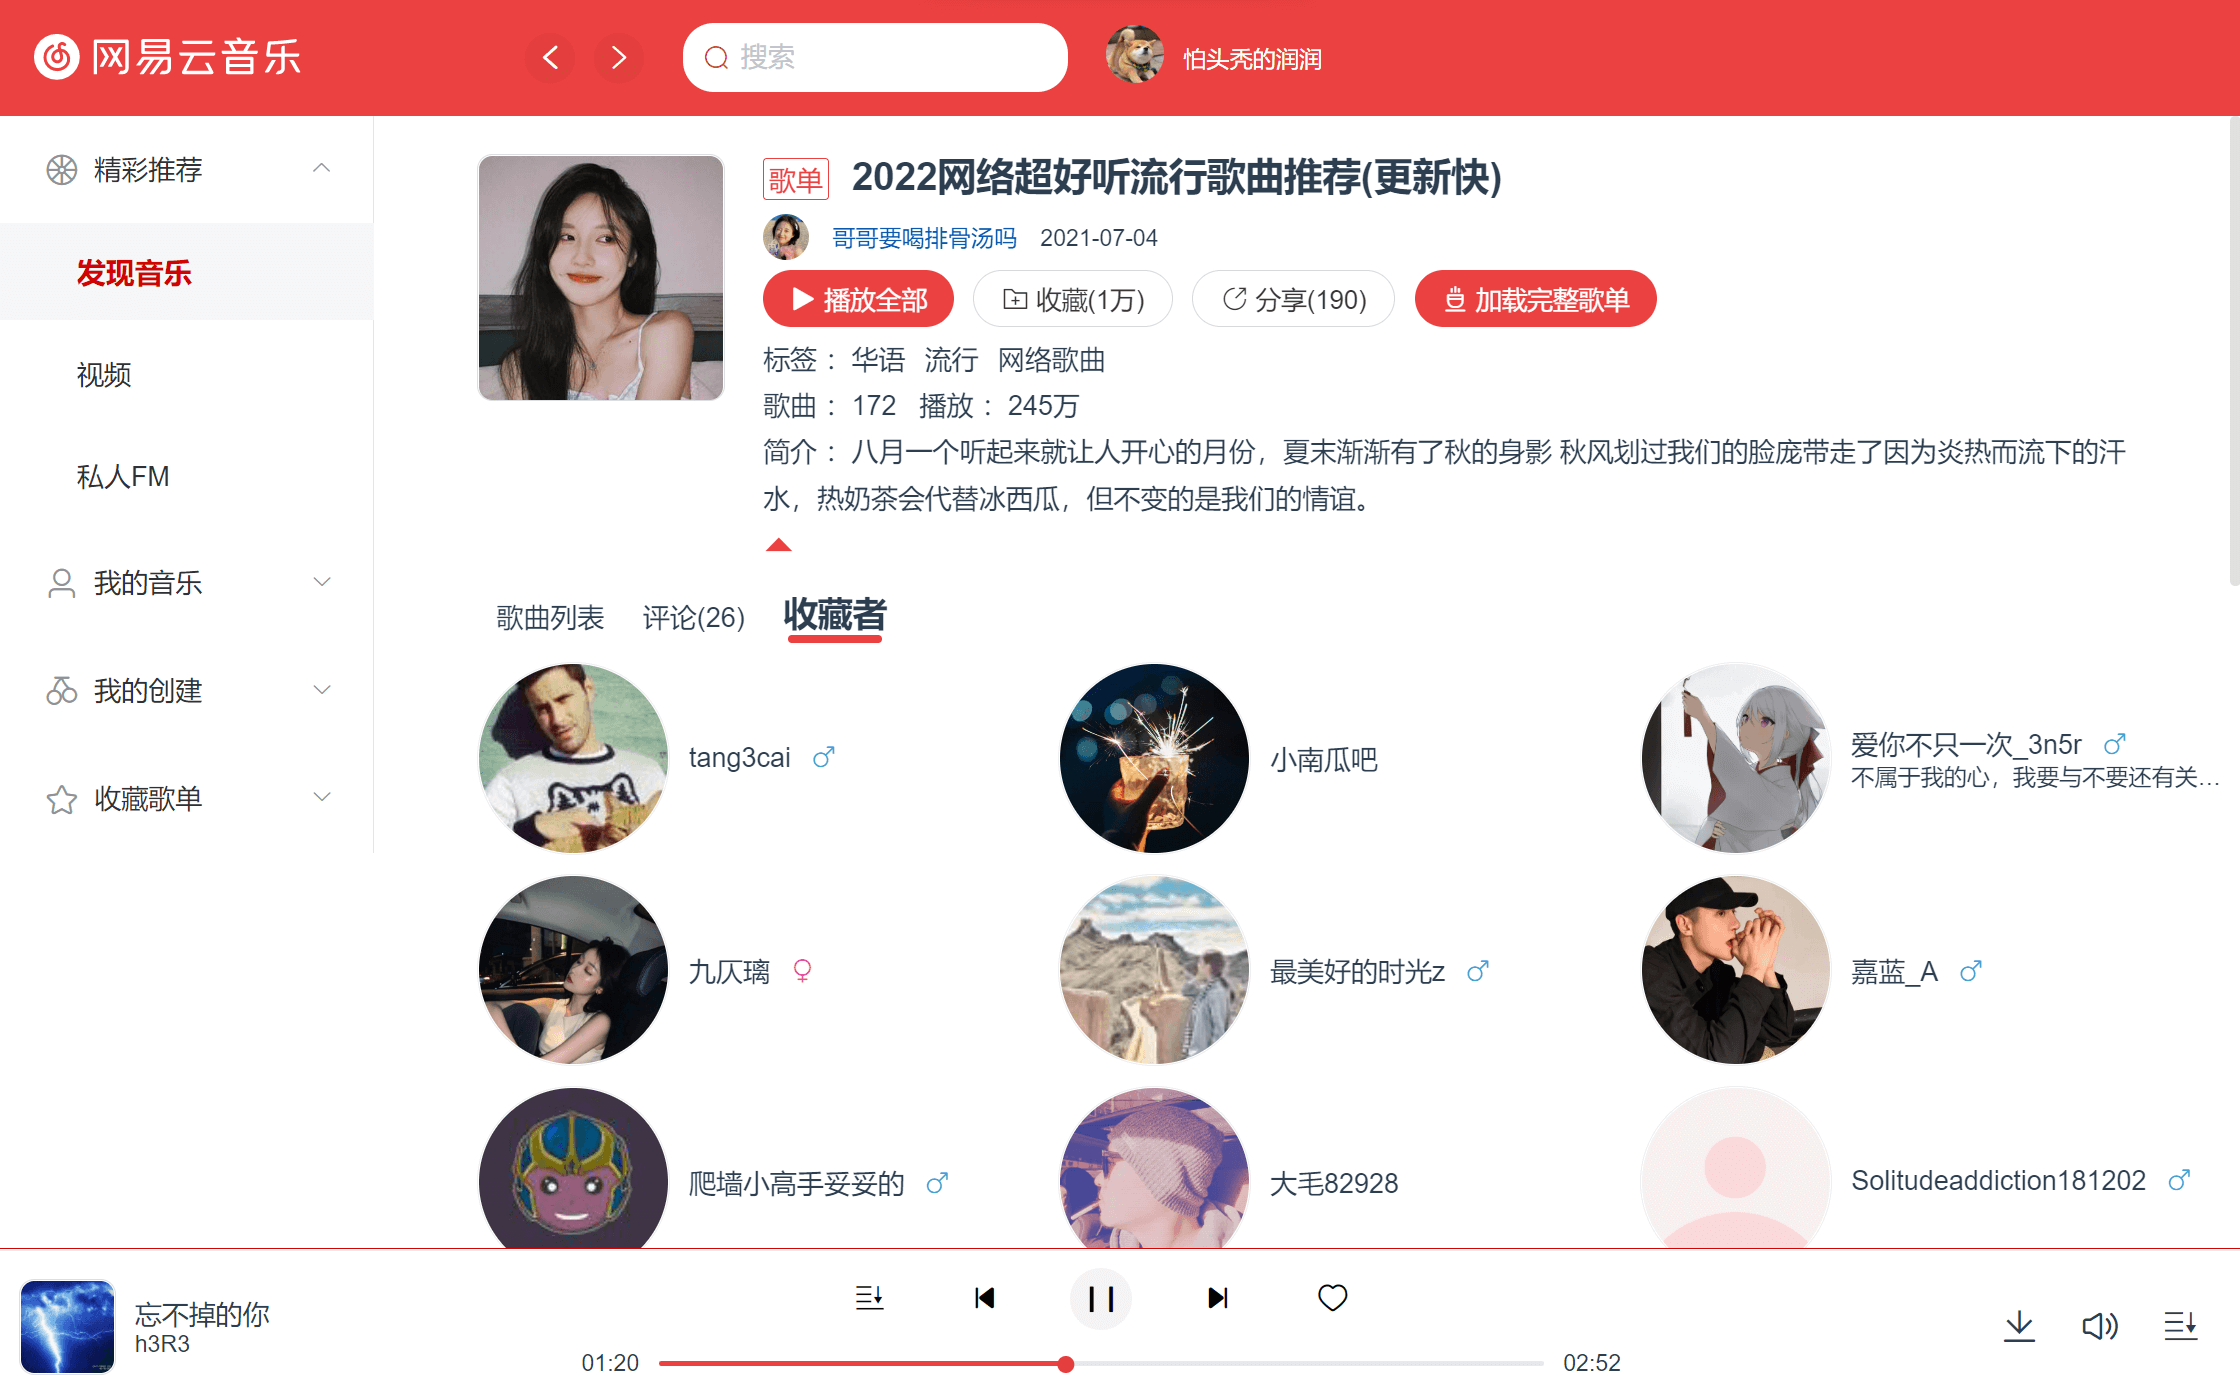 网易云音乐
搜索
怕头秃的润润
精彩推荐
发现音乐
视频
私人FM
我的音乐
我的创建
收藏歌单
歌单 2022网络超好听流行歌曲推荐(更新快)
哥哥要喝排骨汤吗 2021-07-04
播放全部 收藏(1万) 分享(190) 加载完整歌单
标签： 华语 流行 网络歌曲
歌曲： 172 播放： 245万
简介： 八月一个听起来就让人开心的月份，夏末渐渐有了秋的身影 秋风划过我们的脸庞带走了因为炎热而流下的汗
水，热奶茶会代替冰西瓜，但不变的是我们的情谊。
歌曲列表 评论(26) 收藏者
tang3cai
小南瓜吧
爱你不只一次_3n5r
不属于我的心，我要与不要还有关...
九仄璃
最美好的时光z
嘉蓝_A
爬墙小高手妥妥的
大毛82928
Solitudeaddiction181202
忘不掉的你
h3R3
01:20
02:52